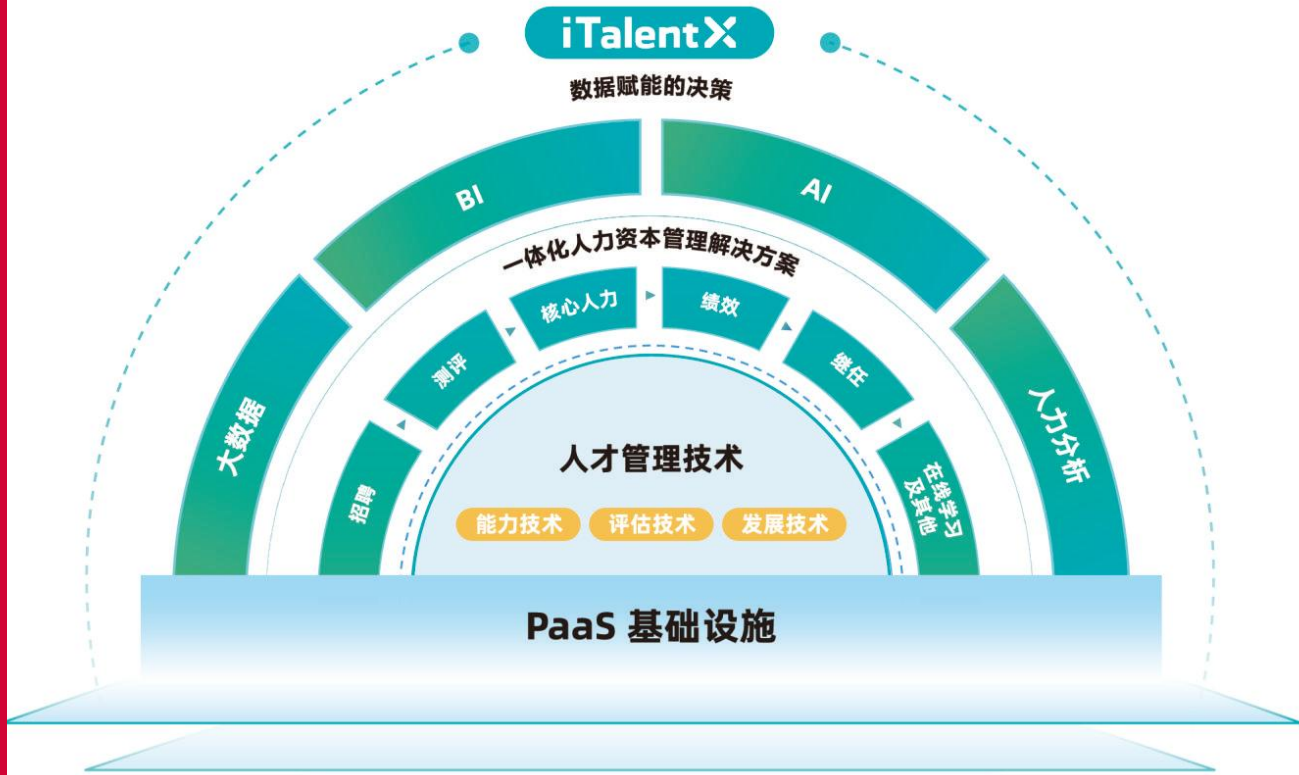 iTalentX
数据赋能的决策
BI
AI
大数据
人力分析
一体化人力资本管理解决方案
招聘
测评
核心人力
绩效
继任
在线学习
及其他
人才管理技术
能力技术
评估技术
发展技术
PaaS 基础设施